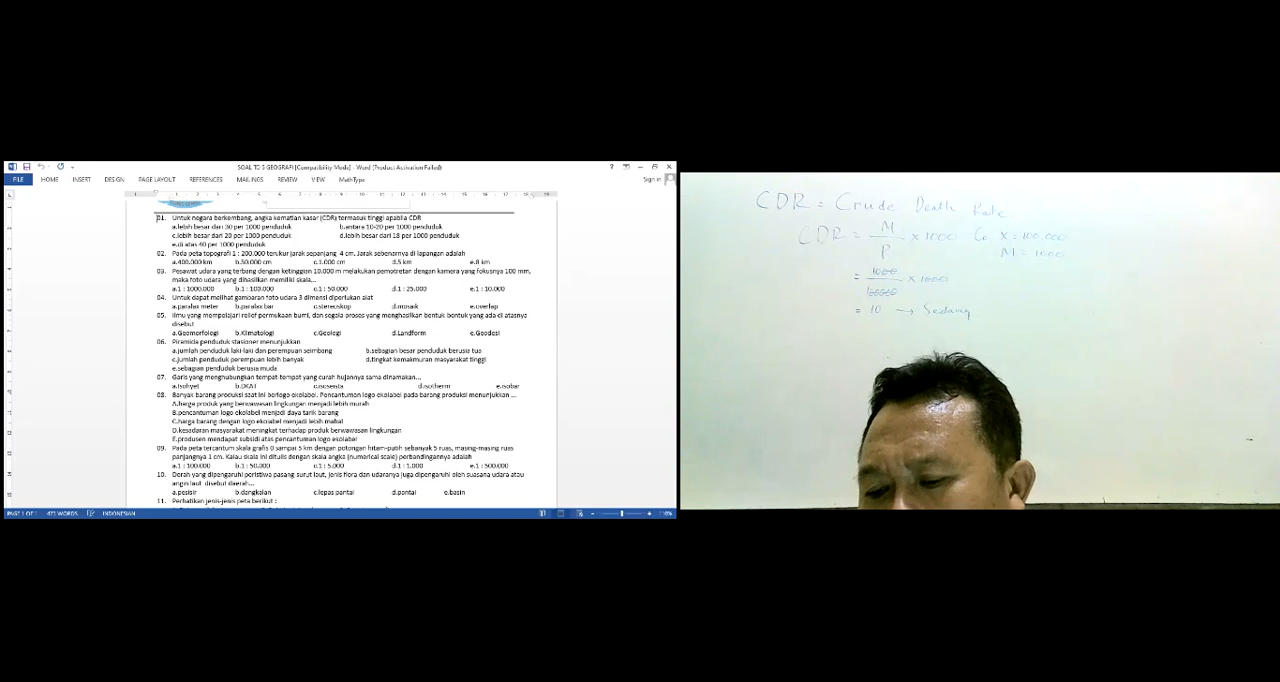 SOAL TO 5 GEOGRAFI [Compatibility Mode] - Word (Product Activation Failed)
FILE HOME INSERT DESIGN PAGE LAYOUT REFERENCES MAILINGS REVIEW VIEW MathType Sign in
01. Untuk negara berkembang, angka kematian kasar (CDR) termasuk tinggi apabila CDR
a.lebih besar dari 30 per 1000 penduduk b.antara 10-20 per 1000 penduduk
c.lebih besar dari 20 per 1000 penduduk d.lebih besar dari 18 per 1000 penduduk
e.di atas 40 per 1000 penduduk
02. Pada peta topografi 1 : 200.000 terukur jarak sepanjang 4 cm. Jarak sebenarnya di lapangan adalah
a.400.000 km b.50.000 cm c.1.000 cm d.5 km e.8 km
03. Pesawat udara yang terbang dengan ketinggian 10.000 m melakukan pemotretan dengan kamera yang fokusnya 100 mm,
maka foto udara yang dihasilkan memiliki skala...
a.1 : 1000.000 b.1 : 100.000 c.1 : 50.000 d.1 : 25.000 e.1 : 10.000
04. Untuk dapat melihat gambaran foto udara 3 dimensi diperlukan alat
a.paralax meter b.paralax bar c.stereoskop d.mosaik e.overlap
05. Ilmu yang mempelajari relief permukaan bumi, dan segala proses yang menghasilkan bentuk-bentuk yang ada di atasnya
disebut
a.Geomorfologi b.Klimatologi c.Geologi d.Landform e.Geodesi
06. Piramida penduduk stasioner menunjukkan
a.jumlah penduduk laki-laki dan perempuan seimbang b.sebagian besar penduduk berusia tua
c.jumlah penduduk perempuan lebih banyak d.tingkat kemakmuran masyarakat tinggi
e.sebagian penduduk berusia muda
07. Garis yang menghubungkan tempat-tempat yang curah hujannya sama dinamakan...
a.Isohyet b.DKAT c.isoseista d.isotherm e.isobar
08. Banyak barang produksi saat ini berlogo ekolabel. Pencantuman logo ekolabel pada barang produksi menunjukkan ...
A.harga produk yang berwawasan lingkungan menjadi lebih murah
B.pencantuman logo ekolabel menjadi daya tarik barang
C.harga barang dengan logo ekolabel menjadi lebih mahal
D.kesadaran masyarakat meningkat terhadap produk berwawasan lingkungan
E.produsen mendapat subsidi atas pencantuman logo ekolabel
09. Pada peta tercantum skala grafis 0 sampai 5 km dengan potongan hitam-putih sebanyak 5 ruas, masing-masing ruas
panjangnya 1 cm. Kalau skala ini ditulis dengan skala angka (numerical scale) perbandingannya adalah
a.1 : 100.000 b.1 : 50.000 c.1 : 5.000 d.1 : 1.000 e.1 : 500.000
10. Derah yang dipengaruhi peristiwa pasang surut laut, jenis flora dan udaranya juga dipengaruhi oleh suasana udara atau
angin laut disebut daerah...
a.pesisir b.dangkalan c.lepas pantai d.pantai e.basin
11. Perhatikan jenis-jenis peta berikut :
PAGE 1 OF 473 WORDS INDONESIAN
CDR = Crude Death Rate
CDR = M / P × 1000
X = 100.000
M = 1000
= 1000 / 100000 × 1000
= 10 → Sedang